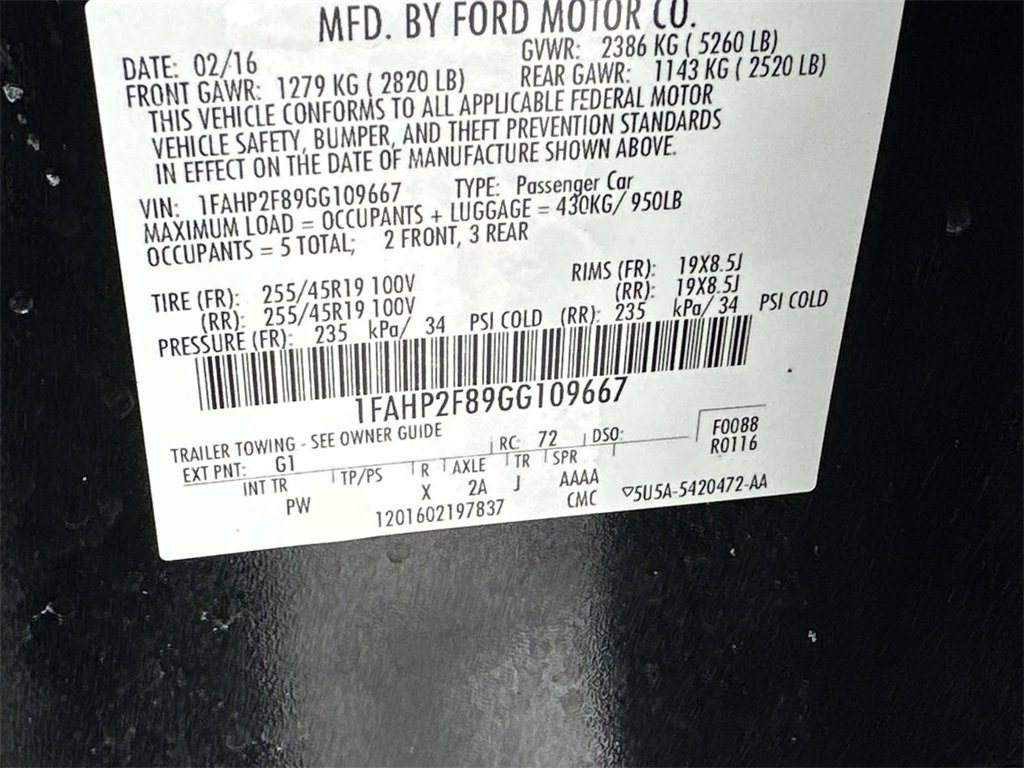 MFD. BY FORD MOTOR CO.
DATE: 02/16 GVWR: 2386 KG ( 5260 LB)
FRONT GAWR: 1279 KG ( 2820 LB) REAR GAWR: 1143 KG ( 2520 LB)
THIS VEHICLE CONFORMS TO ALL APPLICABLE FEDERAL MOTOR
VEHICLE SAFETY, BUMPER, AND THEFT PREVENTION STANDARDS
IN EFFECT ON THE DATE OF MANUFACTURE SHOWN ABOVE.
VIN: 1FAHP2F89GG109667 TYPE: Passenger Car
MAXIMUM LOAD = OCCUPANTS + LUGGAGE = 430KG/ 950LB
OCCUPANTS = 5 TOTAL; 2 FRONT, 3 REAR
TIRE (FR): 255/45R19 100V RIMS (FR): 19X8.5J
(RR): 255/45R19 100V (RR): 19X8.5J
PRESSURE (FR): 235 kPa/ 34 PSI COLD (RR): 235 kPa/ 34 PSI COLD
1FAHP2F89GG109667
TRAILER TOWING - SEE OWNER GUIDE
EXT PNT: G1 RC: 72 DSO: F0088
R0116
INT TR TP/PS R AXLE TR SPR
PW X 2A J AAAA
1201602197837 CMC ▽5U5A-5420472-AA